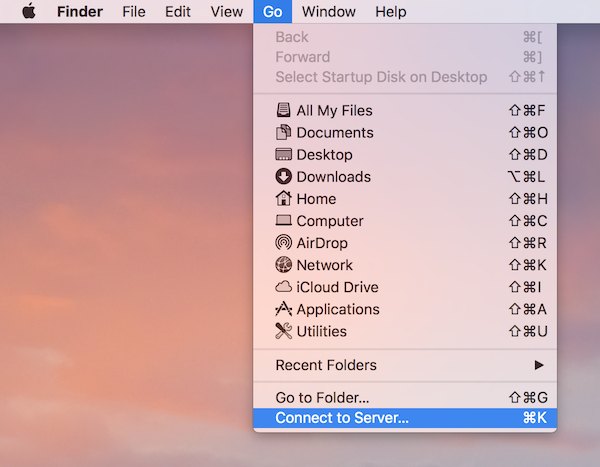 Finder File Edit View Go Window Help
Back ⌘[
Forward ⌘]
Select Startup Disk on Desktop ⇧⌘↑
All My Files ⇧⌘F
Documents ⇧⌘O
Desktop ⇧⌘D
Downloads ⌥⌘L
Home ⇧⌘H
Computer ⇧⌘C
AirDrop ⇧⌘R
Network ⇧⌘K
iCloud Drive ⇧⌘I
Applications ⇧⌘A
Utilities ⇧⌘U
Recent Folders ▶
Go to Folder... ⇧⌘G
Connect to Server... ⌘K